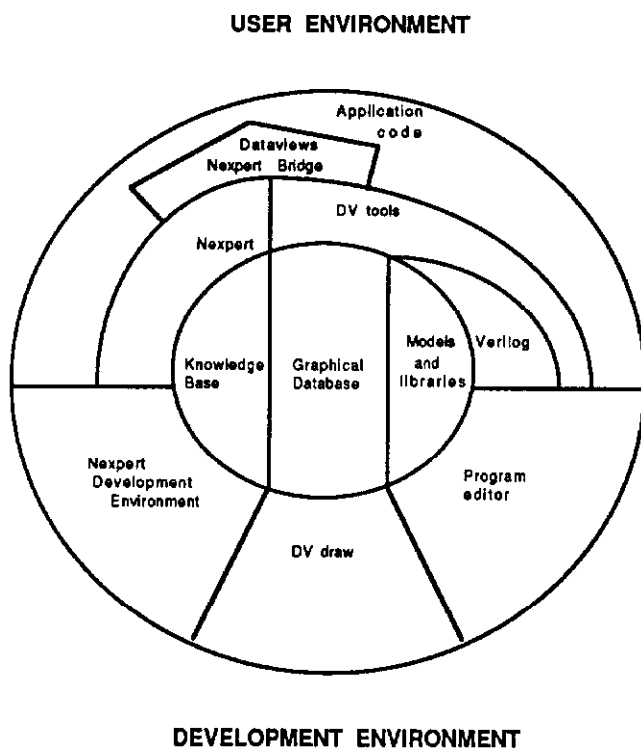 USER ENVIRONMENT
Application
code
Dataviews
Nexpert Bridge
DV tools
Nexpert
Models
and
libraries
Verilog
Knowledge
Base
Graphical
Database
Nexpert
Development
Environment
Program
editor
DV draw
DEVELOPMENT ENVIRONMENT